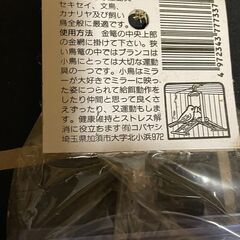 セキセイ、文鳥、
カナリヤ及び飼い
鳥全般に最適です。
使用方法 金篭の中央上部
の金網に掛けて下さい。狭
い鳥篭の中ではブランコは
小鳥にとっては大切な運動
具の一つです。小鳥はミラー
が大好きでミラーに映っ
た姿につられて給餌動作を
したり仲間と思って良くさ
えずったり、又運動もします。
健康維持とストレス解
消に役立ちます㈲コバヤシ
埼玉県加須市大字北小浜972
4972343777337